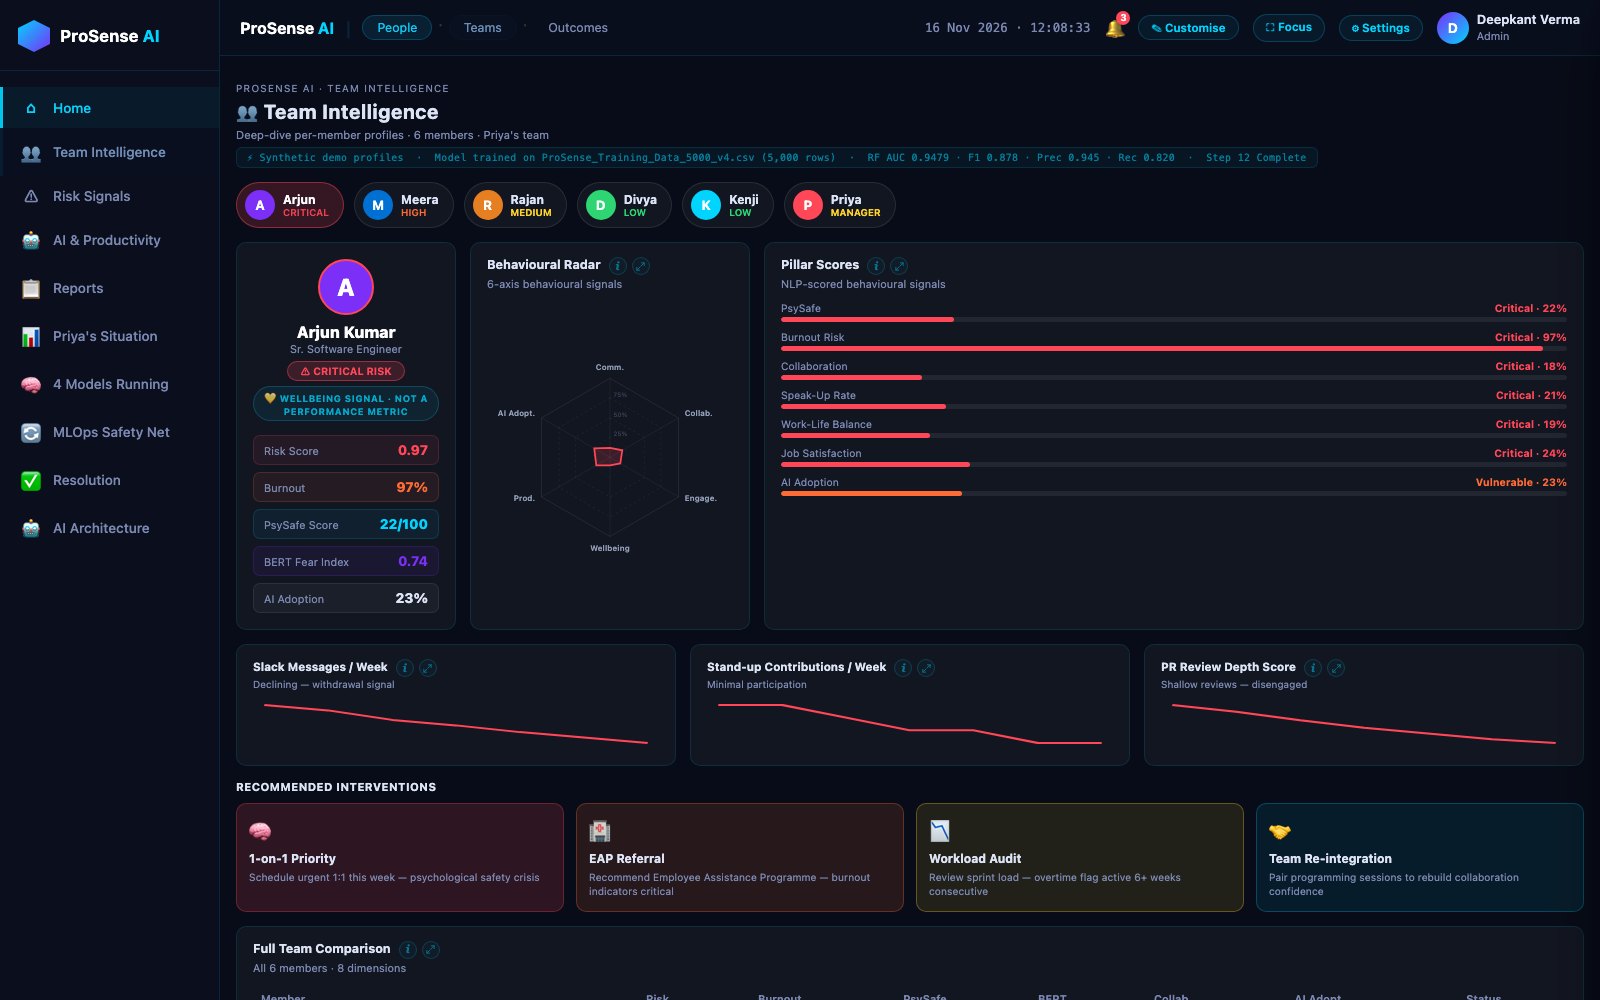 ProSense AI
Home
Team Intelligence
Risk Signals
AI & Productivity
Reports
Priya's Situation
4 Models Running
MLOps Safety Net
Resolution
AI Architecture
ProSense AI
People · Teams · Outcomes
16 Nov 2026 · 12:08:33
3
Customise
Focus
Settings
D
Deepkant Verma
Admin
PROSENSE AI · TEAM INTELLIGENCE
Team Intelligence
Deep-dive per-member profiles · 6 members · Priya's team
⚡ Synthetic demo profiles · Model trained on ProSense_Training_Data_5000_v4.csv (5,000 rows) · RF AUC 0.9479 · F1 0.878 · Prec 0.945 · Rec 0.820 · Step 12 Complete
A
Arjun
CRITICAL
M
Meera
HIGH
R
Rajan
MEDIUM
D
Divya
LOW
K
Kenji
LOW
P
Priya
MANAGER
A
Arjun Kumar
Sr. Software Engineer
⚠ CRITICAL RISK
WELLBEING SIGNAL · NOT A
PERFORMANCE METRIC
Risk Score 0.97
Burnout 97%
PsySafe Score 22/100
BERT Fear Index 0.74
AI Adoption 23%
Behavioural Radar i
6-axis behavioural signals
Comm.
75%
AI Adopt.
Collab.
50%
25%
Prod.
Engage.
Wellbeing
Pillar Scores i
NLP-scored behavioural signals
PsySafe Critical · 22%
Burnout Risk Critical · 97%
Collaboration Critical · 18%
Speak-Up Rate Critical · 21%
Work-Life Balance Critical · 19%
Job Satisfaction Critical · 24%
AI Adoption Vulnerable · 23%
Slack Messages / Week i
Declining — withdrawal signal
Stand-up Contributions / Week i
Minimal participation
PR Review Depth Score i
Shallow reviews — disengaged
RECOMMENDED INTERVENTIONS
1-on-1 Priority
Schedule urgent 1:1 this week — psychological safety crisis
EAP Referral
Recommend Employee Assistance Programme — burnout
indicators critical
Workload Audit
Review sprint load — overtime flag active 6+ weeks
consecutive
Team Re-integration
Pair programming sessions to rebuild collaboration
confidence
Full Team Comparison i
All 6 members · 8 dimensions
Member Risk Burnout PsySafe BERT Collab AI Adopt Status